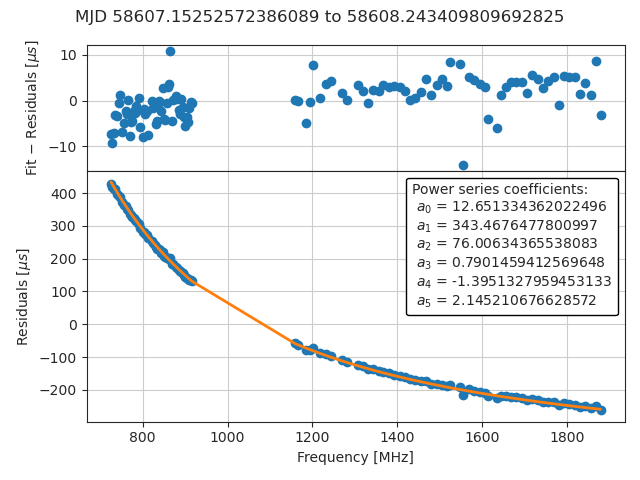 MJD 58607.15252572386089 to 58608.243409809692825
10
0
−10
Fit − Residuals [μs]
400
300
200
100
0
−100
−200
Residuals [μs]
Power series coefficients:
a0 = 12.651334362022496
a1 = 343.4676477800997
a2 = 76.00634365538083
a3 = 0.7901459412569648
a4 = -1.3951327959453133
a5 = 2.145210676628572
800 1000 1200 1400 1600 1800
Frequency [MHz]